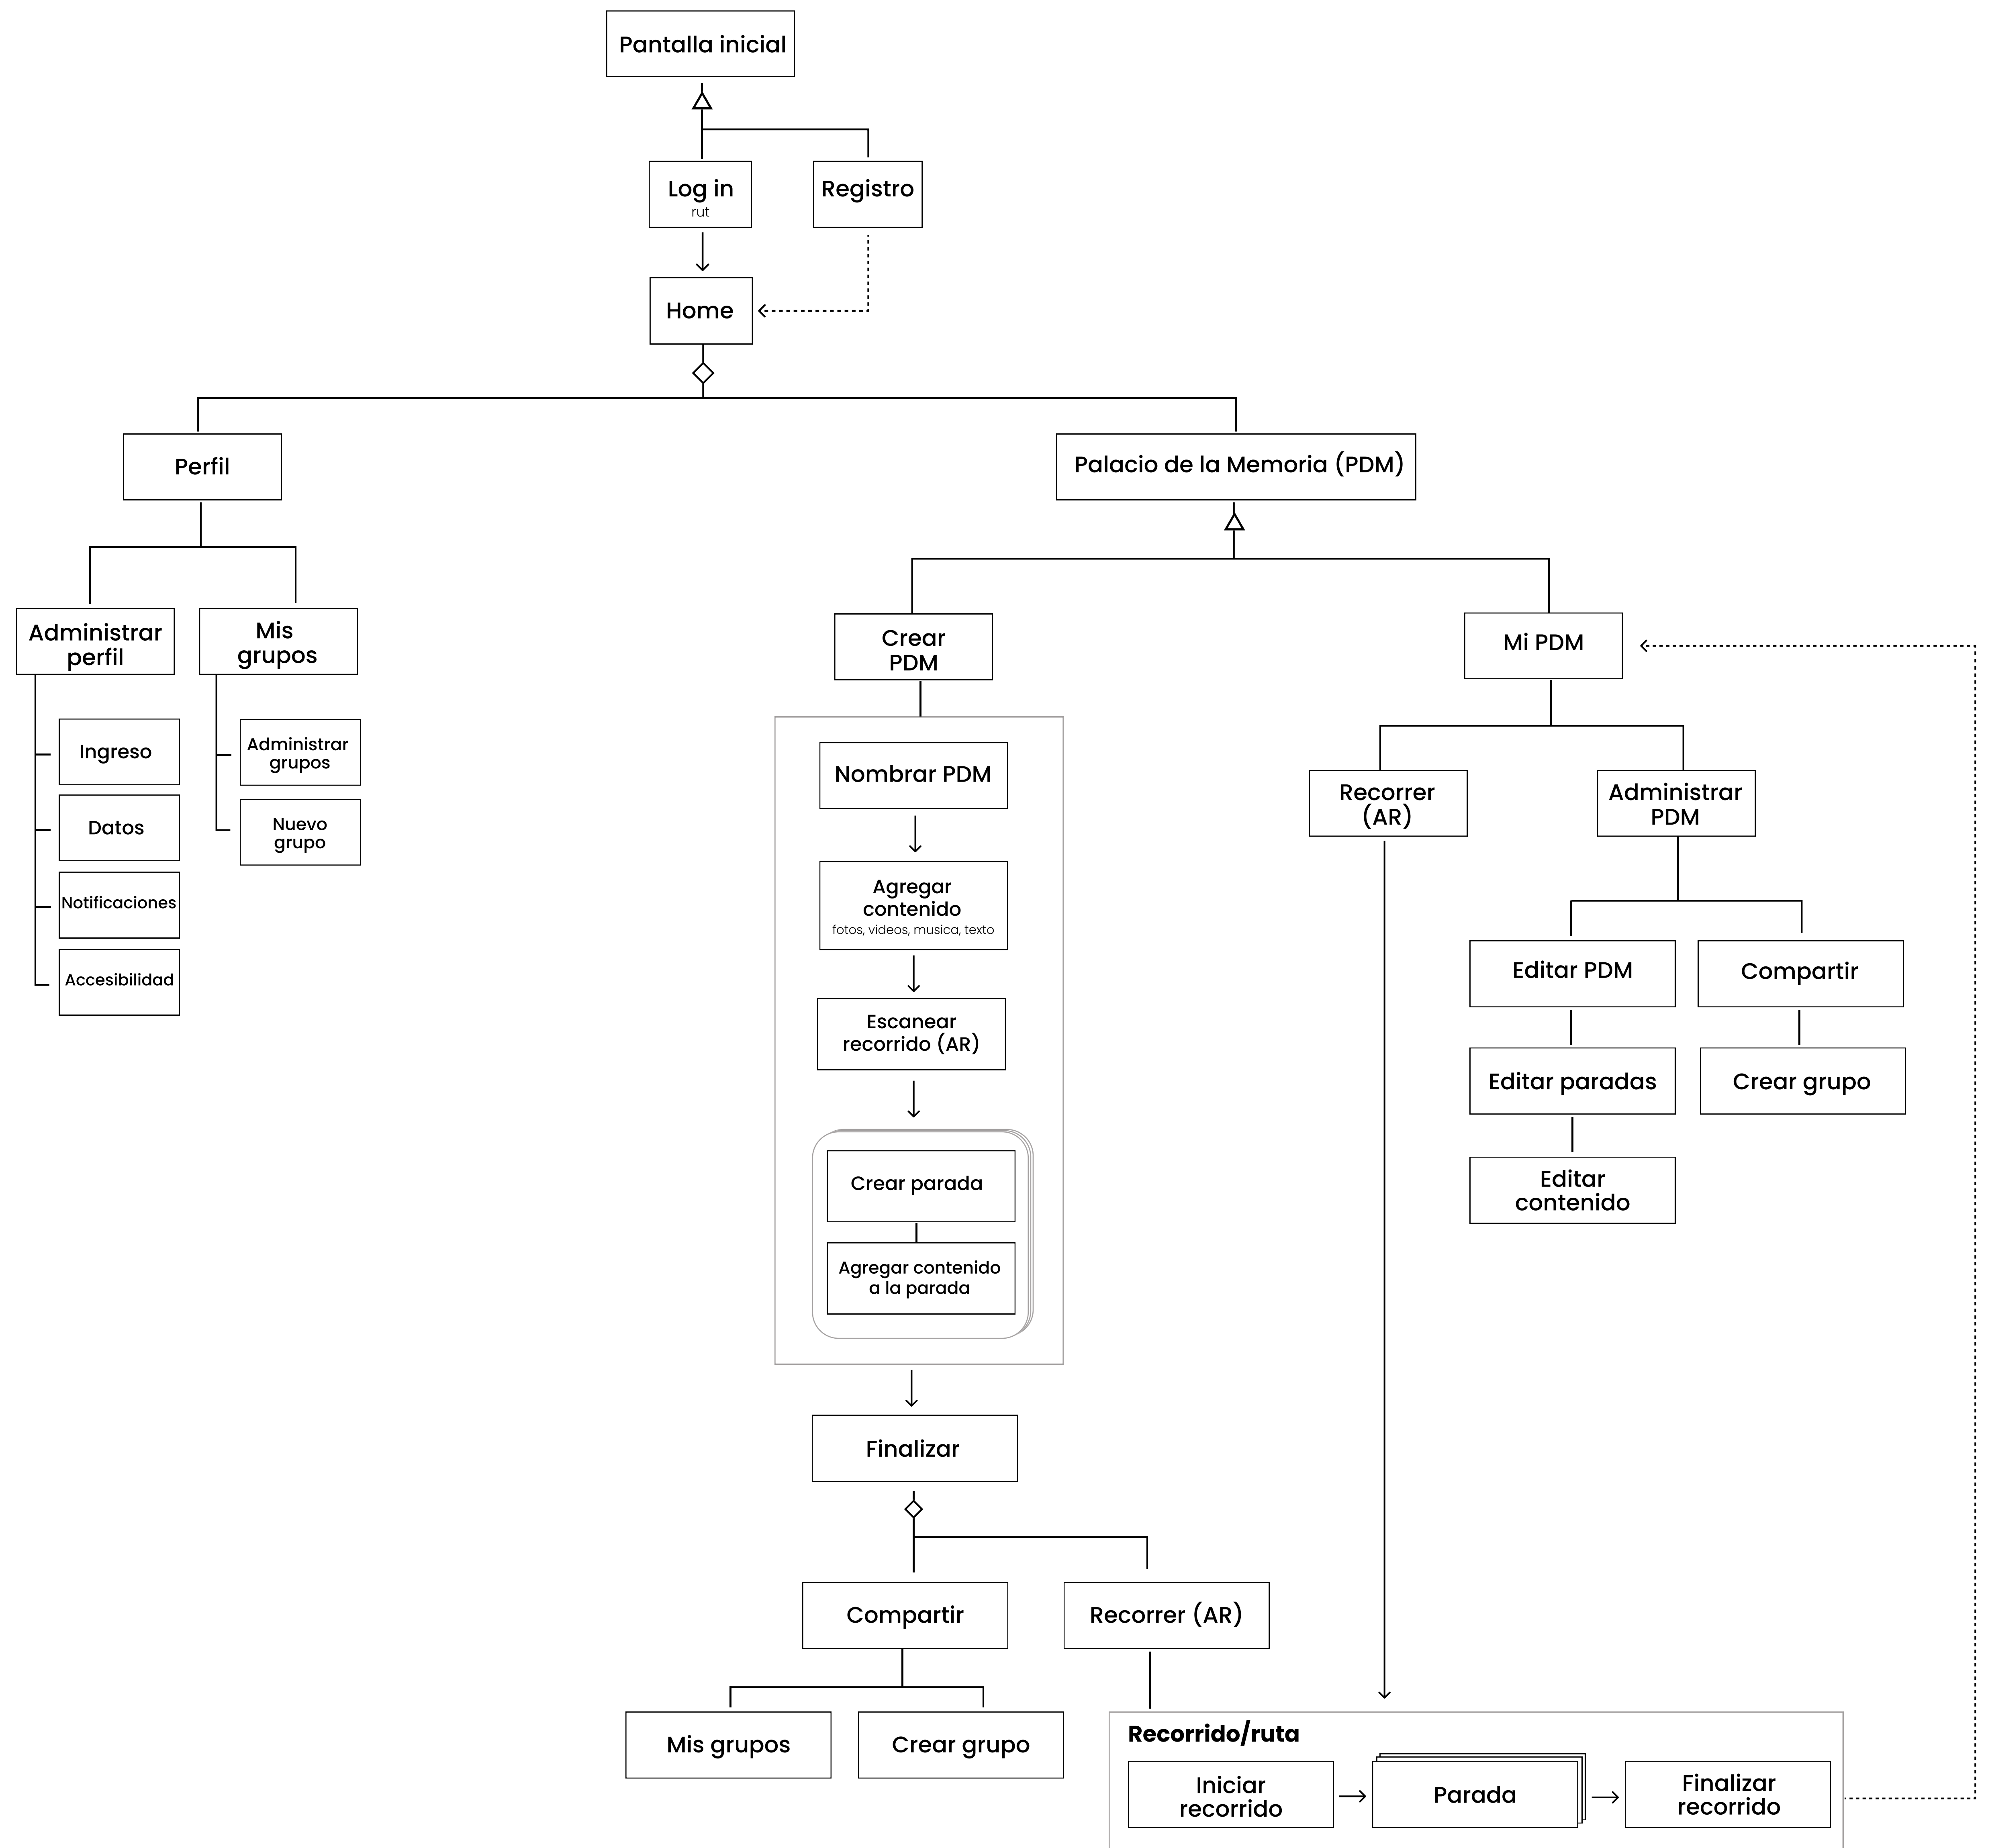 Pantalla inicial
Log in
rut
Registro
Home
Perfil
Palacio de la Memoria (PDM)
Administrar
perfil
Mis
grupos
Ingreso
Datos
Notificaciones
Accesibilidad
Administrar
grupos
Nuevo
grupo
Crear
PDM
Mi PDM
Nombrar PDM
Agregar
contenido
fotos, videos, musica, texto
Escanear
recorrido (AR)
Crear parada
Agregar contenido
a la parada
Finalizar
Compartir
Recorrer (AR)
Mis grupos
Crear grupo
Recorrer
(AR)
Administrar
PDM
Editar PDM
Compartir
Editar paradas
Crear grupo
Editar
contenido
Recorrido/ruta
Iniciar
recorrido
Parada
Finalizar
recorrido